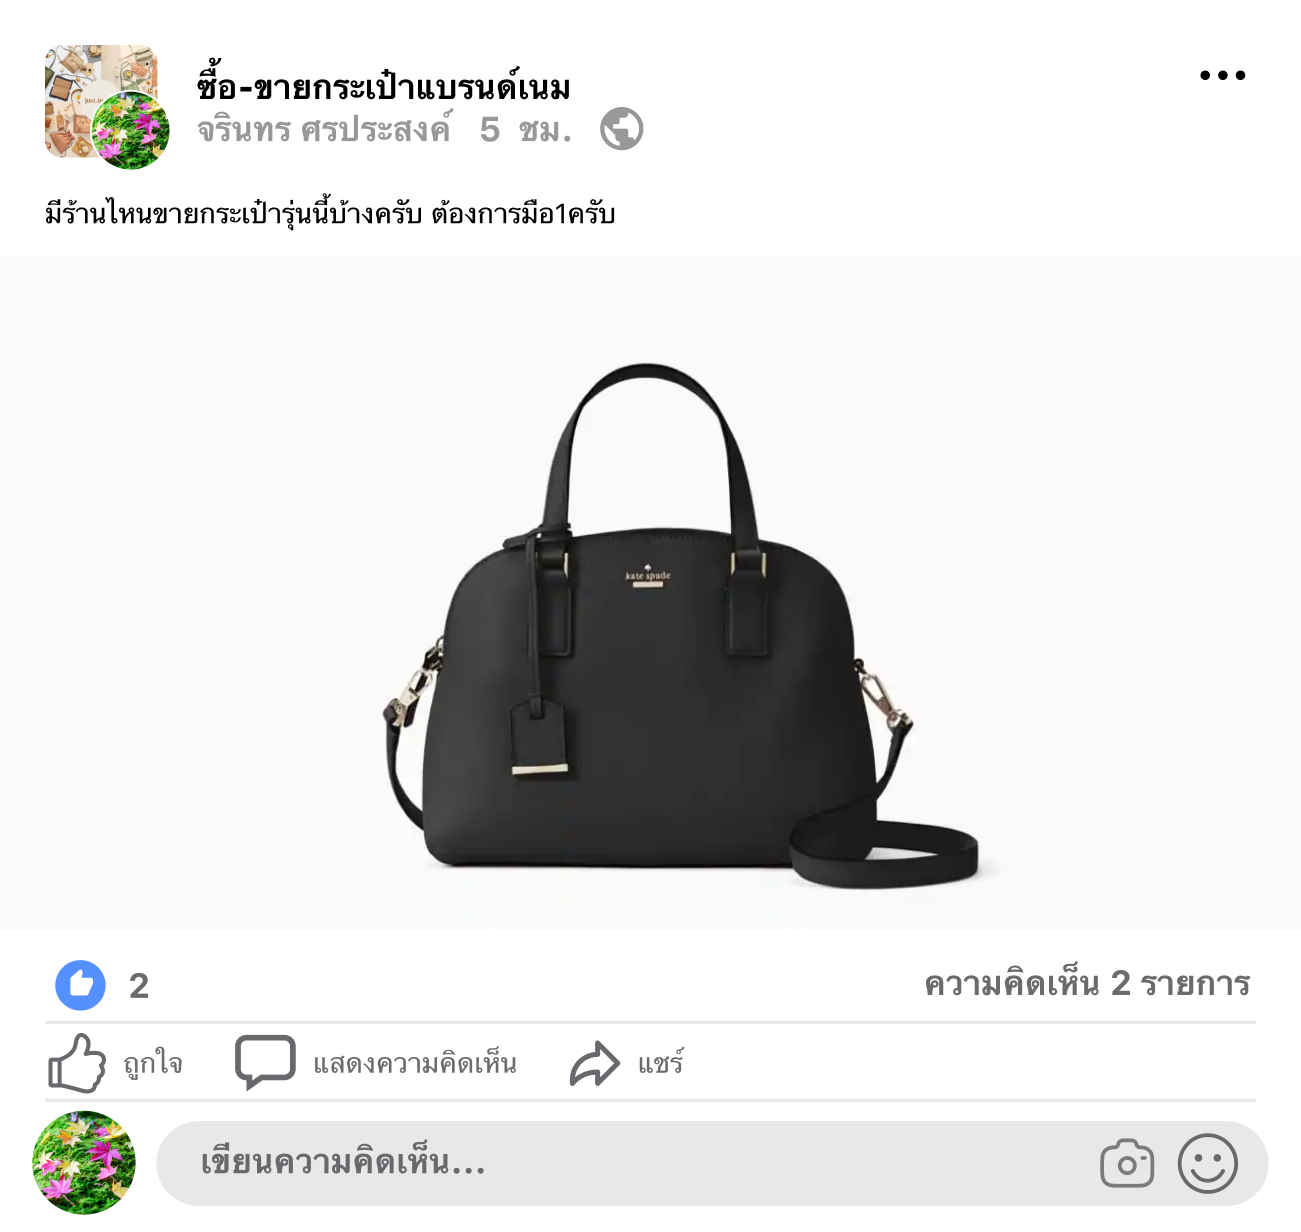 just.in
ซื้อ-ขายกระเป๋าแบรนด์เนม
จรินทร ศรประสงค์ 5 ชม.
มีร้านไหนขายกระเป๋ารุ่นนี้บ้างครับ ต้องการมือ1ครับ
kate spade
2
ความคิดเห็น 2 รายการ
ถูกใจ
แสดงความคิดเห็น
แชร์
เขียนความคิดเห็น...